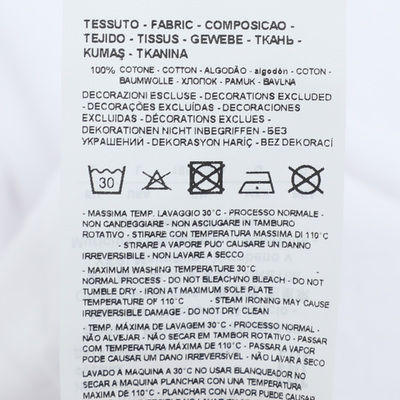 TESSUTO - FABRIC - COMPOSICAO -
TEJIDO - TISSUS - GEWEBE - ТКАНЬ -
KUMAŞ - TKANINA
100% COTONE - COTTON - ALGODÃO - algodón - COTON -
BAUMWOLLE - ХЛОПОК - PAMUK - BAVLNA
DECORAZIONI ESCLUSE - DECORATIONS EXCLUDED
- DECORAÇÕES EXCLUÍDAS - DECORACIONES
EXCLUIDAS - DÉCORATIONS EXCLUES -
DEKORATIONEN NICHT INBEGRIFFEN - БЕЗ
УКРАШЕНИЙ - DEKORASYON HARİÇ - BEZ DEKORACÍ
30
- MASSIMA TEMP. LAVAGGIO 30°C - PROCESSO NORMALE -
NON CANDEGGIARE - NON ASCIUGARE IN TAMBURO
ROTATIVO - STIRARE CON TEMPERATURA MASSIMA DI 110°C
- STIRARE A VAPORE PUO' CAUSARE UN DANNO
IRREVERSIBILE - NON LAVARE A SECCO
- MAXIMUM WASHING TEMPERATURE 30°C
NORMAL PROCESS - DO NOT BLEACH/NO BLEACH - DO NOT
TUMBLE DRY - IRON AT MAXIMUM SOLE PLATE
TEMPERATURE OF 110°C - STEAM IRONING MAY CAUSE
IRREVERSIBLE DAMAGE - DO NOT DRY CLEAN
- TEMP. MÁXIMA DE LAVAGEM 30°C - PROCESSO NORMAL -
NÃO ALVEJAR - NÃO SECAR EM TAMBOR ROTATIVO - PASSAR
COM TEMPERATURA MÁXIMA DE 110°C - PASSAR A VAPOR
PODE CAUSAR UM DANO IRREVERSÍVEL - NÃO LAVAR A SECO
LAVADO A MAQUINA A 30°C NO USAR BLANQUEADOR NO
SECAR A MAQUINA PLANCHAR CON UNA TEMPERATURA
MAXIMA DE 110°C - PLANCHAR CON VAPOR PUEDE CAUSAR